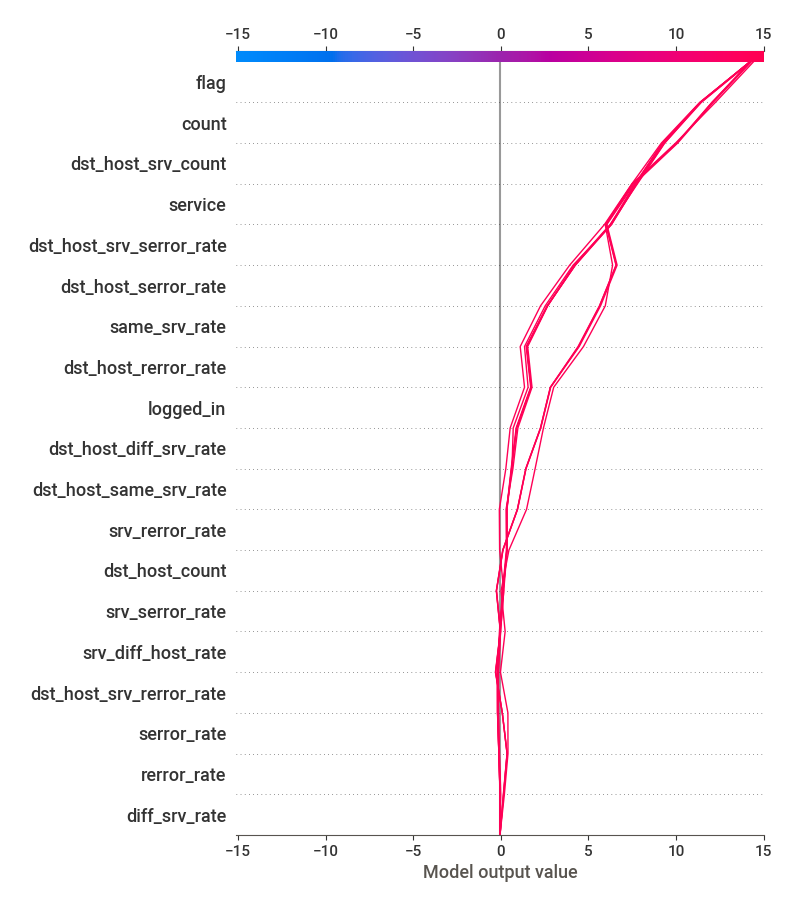 −15 −10 −5 0 5 10 15
flag
count
dst_host_srv_count
service
dst_host_srv_serror_rate
dst_host_serror_rate
same_srv_rate
dst_host_rerror_rate
logged_in
dst_host_diff_srv_rate
dst_host_same_srv_rate
srv_rerror_rate
dst_host_count
srv_serror_rate
srv_diff_host_rate
dst_host_srv_rerror_rate
serror_rate
rerror_rate
diff_srv_rate
−15 −10 −5 0 5 10 15
Model output value